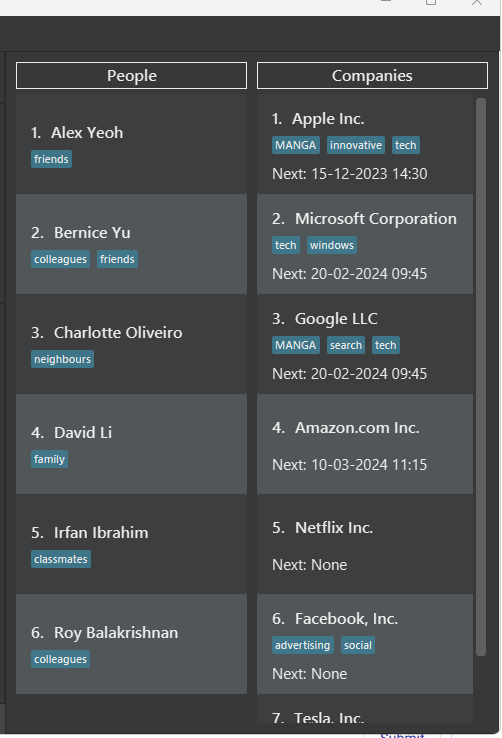 People
1. Alex Yeoh
friends
2. Bernice Yu
colleagues friends
3. Charlotte Oliveiro
neighbours
4. David Li
family
5. Irfan Ibrahim
classmates
6. Roy Balakrishnan
colleagues
Companies
1. Apple Inc.
MANGA innovative tech
Next: 15-12-2023 14:30
2. Microsoft Corporation
tech windows
Next: 20-02-2024 09:45
3. Google LLC
MANGA search tech
Next: 20-02-2024 09:45
4. Amazon.com Inc.
Next: 10-03-2024 11:15
5. Netflix Inc.
Next: None
6. Facebook, Inc.
advertising social
Next: None
7. Tesla, Inc.
Submit